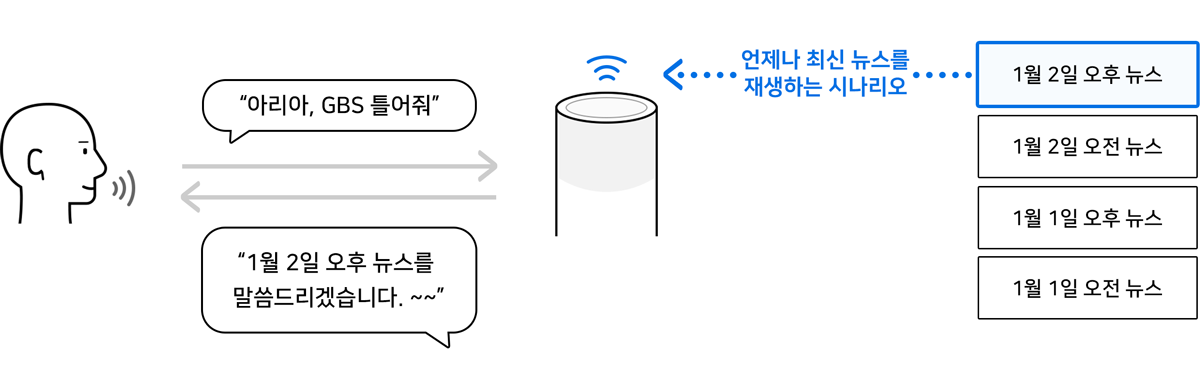 “아리아, GBS 틀어줘”
“1월 2일 오후 뉴스를
말씀드리겠습니다. ~~”
언제나 최신 뉴스를
재생하는 시나리오
1월 2일 오후 뉴스
1월 2일 오전 뉴스
1월 1일 오후 뉴스
1월 1일 오전 뉴스